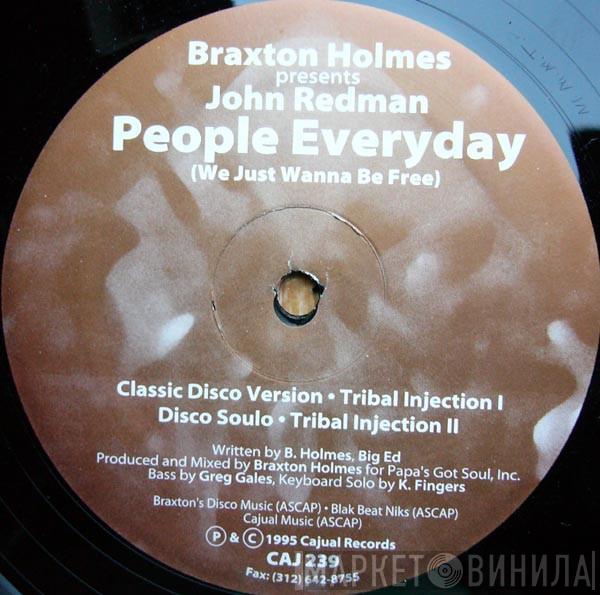 Braxton Holmes
presents
John Redman
People Everyday
(We Just Wanna Be Free)
Classic Disco Version • Tribal Injection I
Disco Soulo • Tribal Injection II
Written by B. Holmes, Big Ed
Produced and Mixed by Braxton Holmes for Papa's Got Soul, Inc.
Bass by Greg Gales, Keyboard Solo by K. Fingers
Braxton's Disco Music (ASCAP) • Blak Beat Niks (ASCAP)
Cajual Music (ASCAP)
Ⓟ & Ⓒ 1995 Cajual Records
CAJ 239
Fax: (312) 642-8755
МАРКЕТ ВИНИЛА